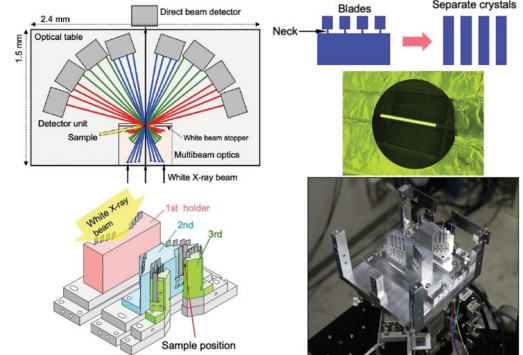 Direct beam detector
2.4 mm
Optical table
1.5 mm
Detector unit
Sample
White beam stopper
Multibeam optics
White X-ray beam
Blades
Neck
Separate crystals
White X-ray
beam
1st holder
2nd
3rd
Sample position